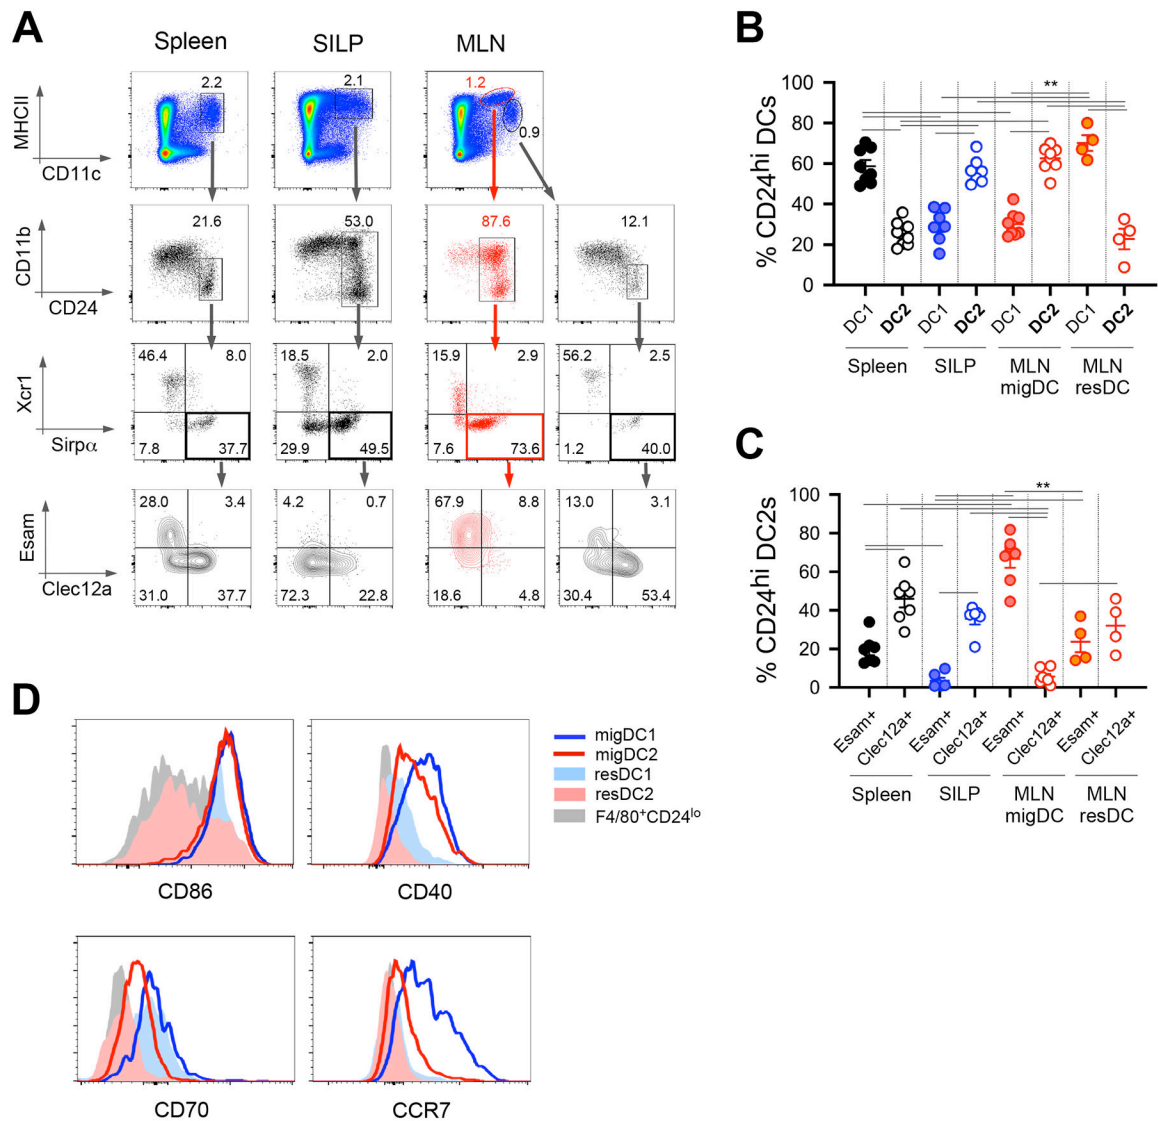 A
Spleen
SILP
MLN
MHCII
CD11c
2.2
2.1
1.2
0.9
CD11b
CD24
21.6
53.0
87.6
12.1
Xcr1
Sirpα
46.4
8.0
7.8
37.7
18.5
2.0
29.9
49.5
15.9
2.9
7.6
73.6
56.2
2.5
1.2
40.0
Esam
Clec12a
28.0
3.4
31.0
37.7
4.2
0.7
72.3
22.8
67.9
8.8
18.6
4.8
13.0
3.1
30.4
53.4
B
% CD24hi DCs
100
80
60
40
20
0
**
DC1
DC2
DC1
DC2
DC1
DC2
DC1
DC2
Spleen
SILP
MLN
migDC
MLN
resDC
C
% CD24hi DC2s
100
80
60
40
20
0
**
Esam+
Clec12a+
Esam+
Clec12a+
Esam+
Clec12a+
Esam+
Clec12a+
Spleen
SILP
MLN
migDC
MLN
resDC
D
CD86
CD40
migDC1
migDC2
resDC1
resDC2
F4/80+CD24lo
CD70
CCR7